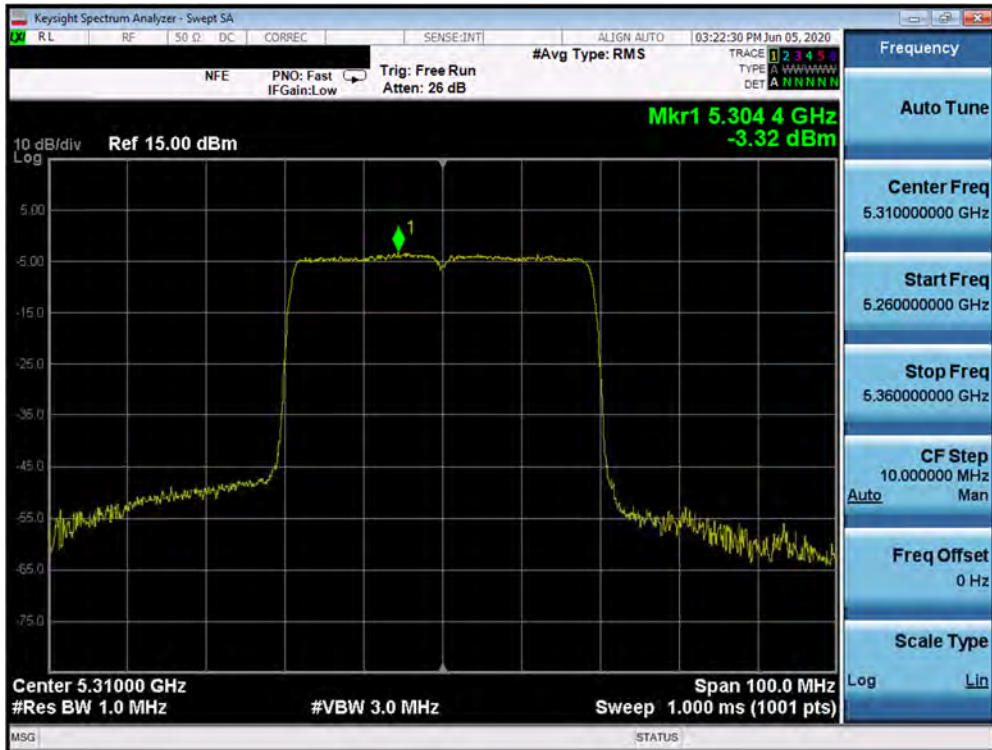 Keysight Spectrum Analyzer - Swept SA
LXI RL RF 50 Ω DC CORREC SENSE:INT ALIGN AUTO 03:22:30 PM Jun 05, 2020
NFE PNO: Fast Trig: Free Run #Avg Type: RMS TRACE 1 2 3 4 5 6
IFGain:Low Atten: 26 dB TYPE A WWWWW
DET A N N N N N
Mkr1 5.304 4 GHz
-3.32 dBm
10 dB/div Ref 15.00 dBm
Log
1
5.00
-5.00
-15.0
-25.0
-35.0
-45.0
-55.0
-65.0
-75.0
Center 5.31000 GHz Span 100.0 MHz
#Res BW 1.0 MHz #VBW 3.0 MHz Sweep 1.000 ms (1001 pts)
MSG STATUS
Frequency
Auto Tune
Center Freq
5.310000000 GHz
Start Freq
5.260000000 GHz
Stop Freq
5.360000000 GHz
CF Step
10.000000 MHz
Auto Man
Freq Offset
0 Hz
Scale Type
Log Lin